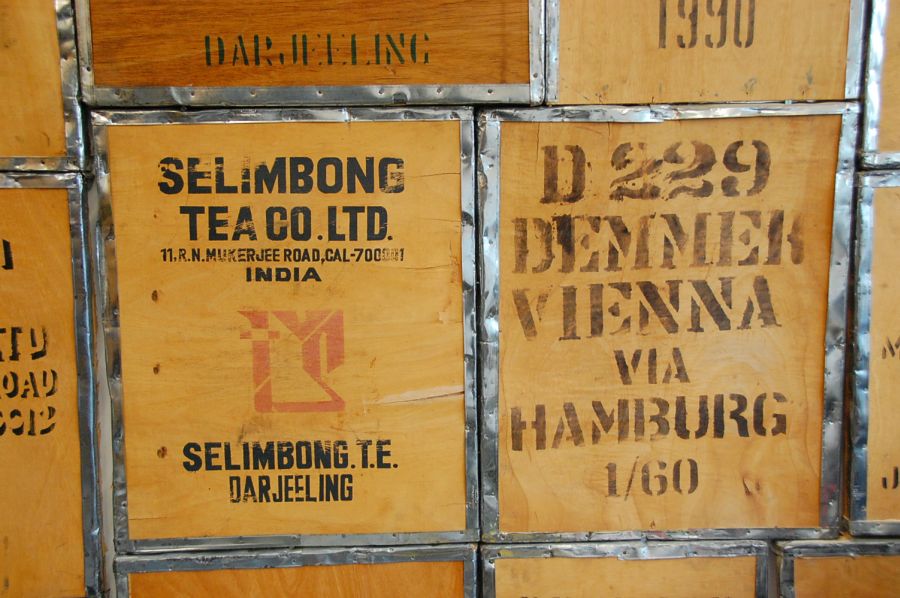 DARJEELING
1990
SELIMBONG
TEA CO. LTD.
11, R.N. MUKERJEE ROAD, CAL-700001
INDIA
SELIMBONG. T.E.
DARJEELING
D 229
DEMMER
VIENNA
VIA
HAMBURG
1/60